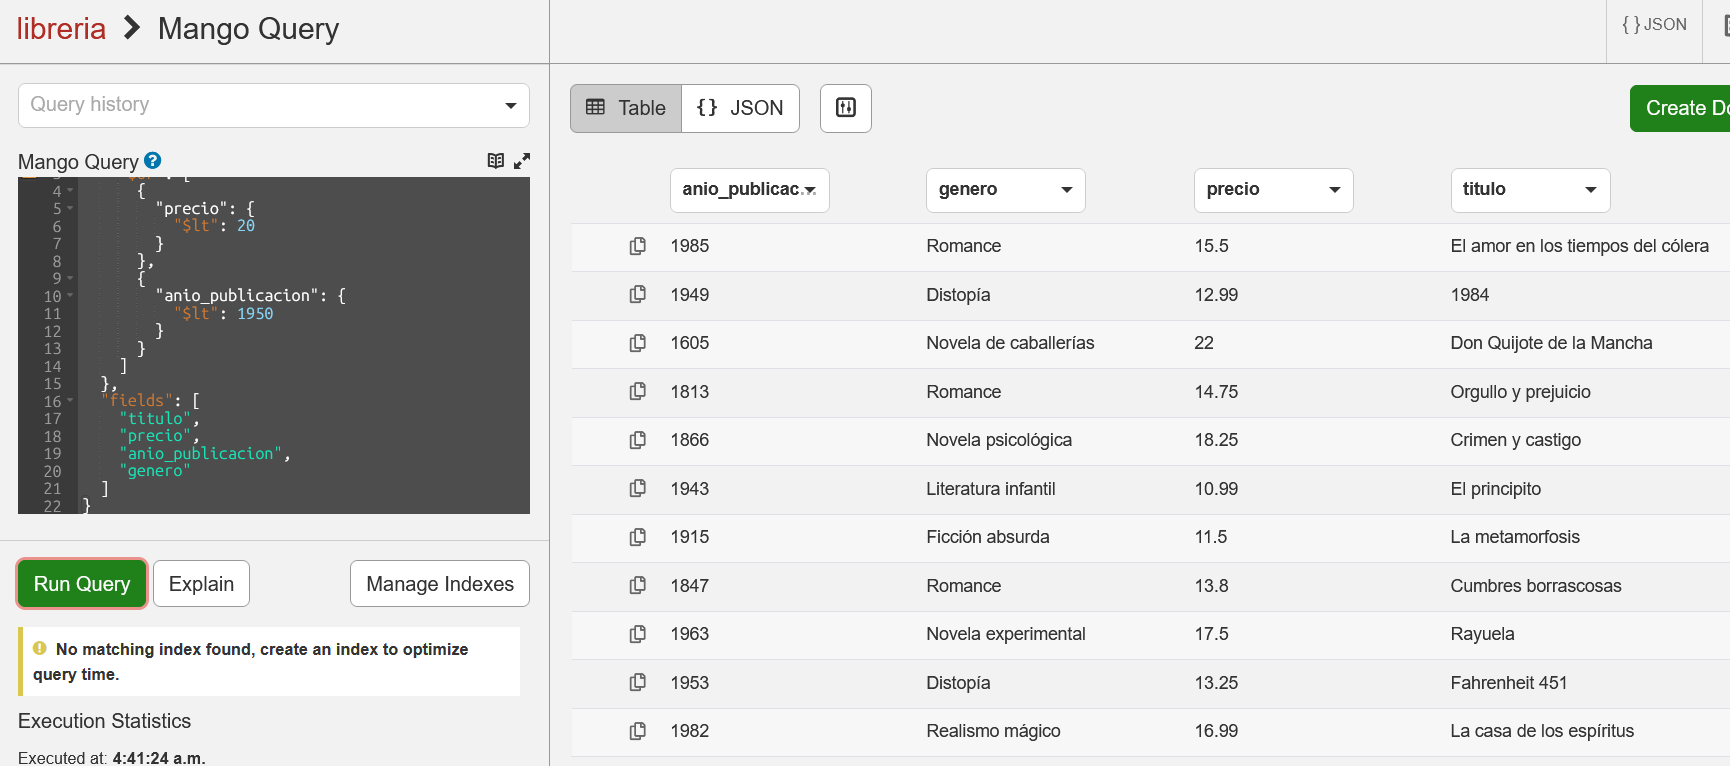 libreria > Mango Query
{ } JSON
Query history
Mango Query ?
4 {
5 "precio": {
6 "$lt": 20
7 }
8 },
9 {
10 "anio_publicacion": {
11 "$lt": 1950
12 }
13 }
14 ]
15 },
16 "fields": [
17 "titulo",
18 "precio",
19 "anio_publicacion",
20 "genero"
21 ]
22 }
Run Query Explain Manage Indexes
No matching index found, create an index to optimize
query time.
Execution Statistics
Executed at: 4:41:24 a.m.
Table {} JSON
Create Do
anio_publicac... genero precio titulo
1985 Romance 15.5 El amor en los tiempos del cólera
1949 Distopía 12.99 1984
1605 Novela de caballerías 22 Don Quijote de la Mancha
1813 Romance 14.75 Orgullo y prejuicio
1866 Novela psicológica 18.25 Crimen y castigo
1943 Literatura infantil 10.99 El principito
1915 Ficción absurda 11.5 La metamorfosis
1847 Romance 13.8 Cumbres borrascosas
1963 Novela experimental 17.5 Rayuela
1953 Distopía 13.25 Fahrenheit 451
1982 Realismo mágico 16.99 La casa de los espíritus